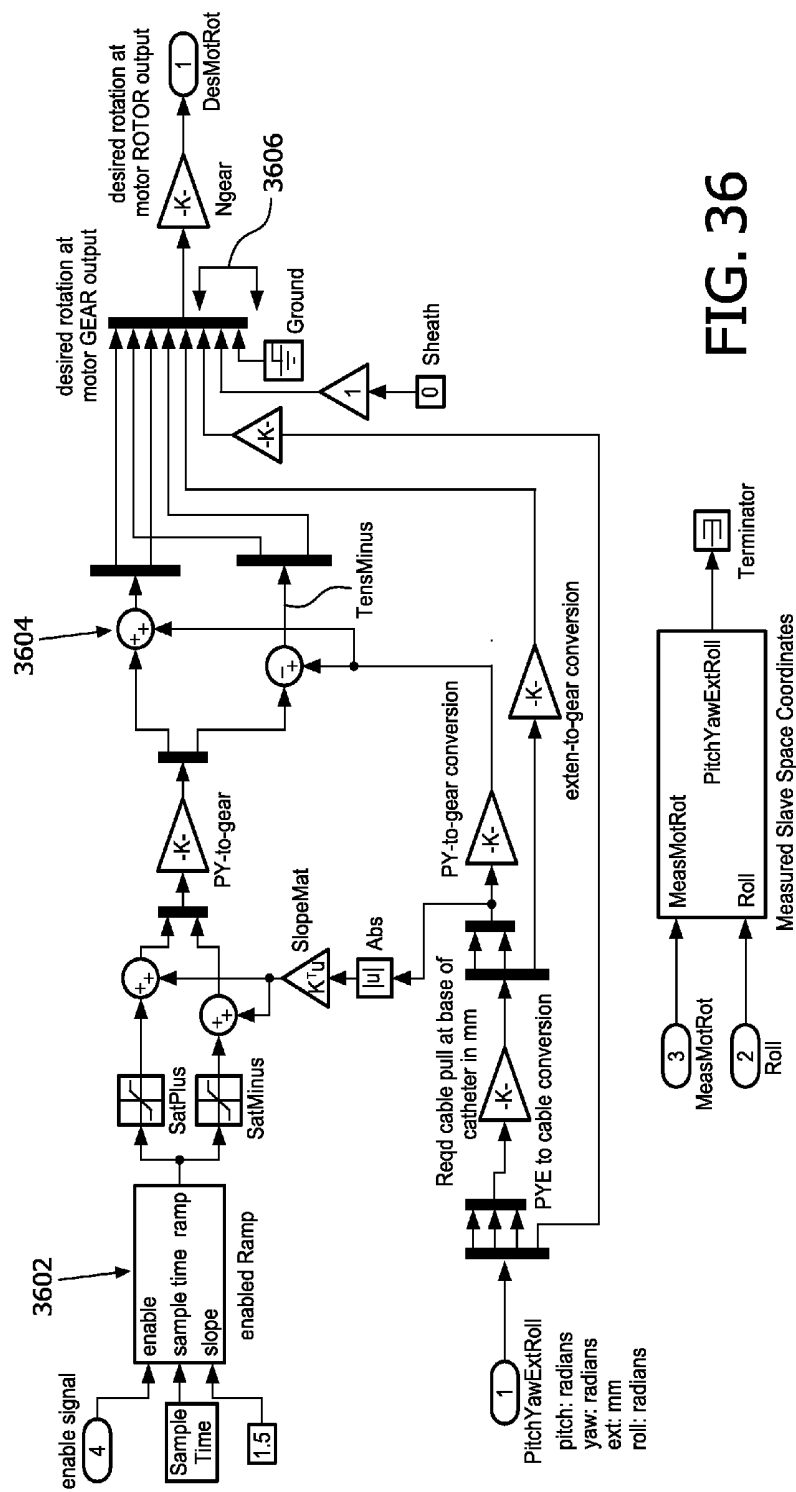 enable signal
4
Sample
Time
1.5
3602
enable
sample time ramp
slope
enabled Ramp
SatPlus
SatMinus
++
++
SlopeMat
KTu
Abs
|u|
PY-to-gear
-K-
3604
++
-+
TensMinus
desired rotation at
motor GEAR output
desired rotation at
motor ROTOR output
-K-
Ngear
1
DesMotRot
3606
Ground
1
0
Sheath
-K-
1
PitchYawExtRoll
pitch: radians
yaw: radians
ext: mm
roll: radians
Reqd cable pull at base of
catheter in mm
-K-
PYE to cable conversion
PY-to-gear conversion
-K-
-K-
exten-to-gear conversion
3
MeasMotRot
2
Roll
MeasMotRot
PitchYawExtRoll
Roll
Measured Slave Space Coordinates
Terminator
FIG. 36